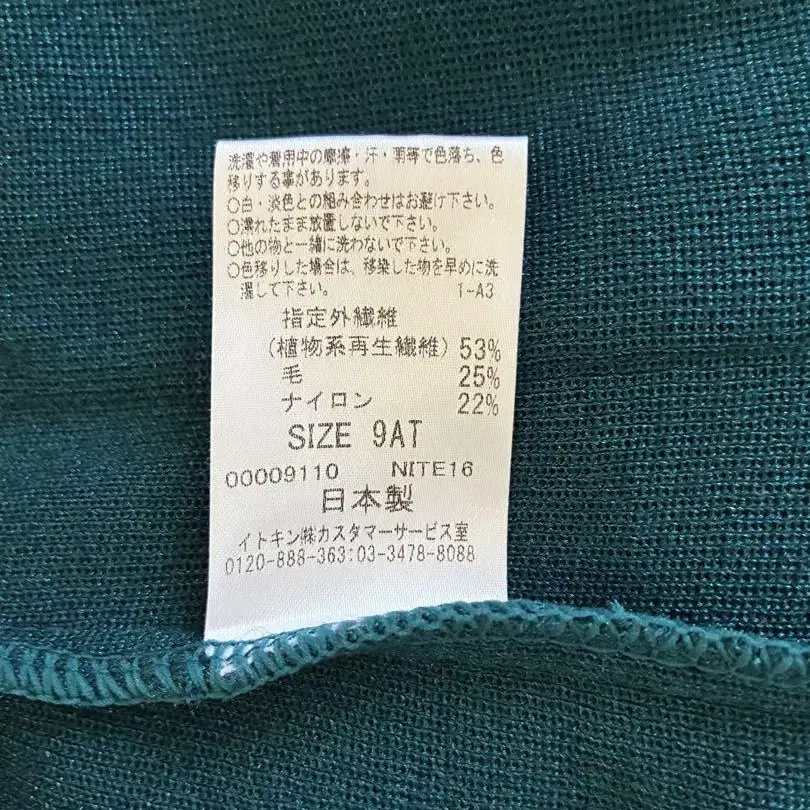 洗濯や着用中の摩擦・汗・雨等で色落ち、色
移りする事があります。
○白・淡色との組み合わせはお避け下さい。
○濡れたまま放置しないで下さい。
○他の物と一緒に洗わないで下さい。
○色移りした場合は、移染した物を早めに洗
濯して下さい。 1-A3
指定外繊維
(植物系再生繊維) 53%
毛 25%
ナイロン 22%
SIZE 9AT
00009110 NITE16
日本製
イトキン㈱カスタマーサービス室
0120-888-363:03-3478-8088